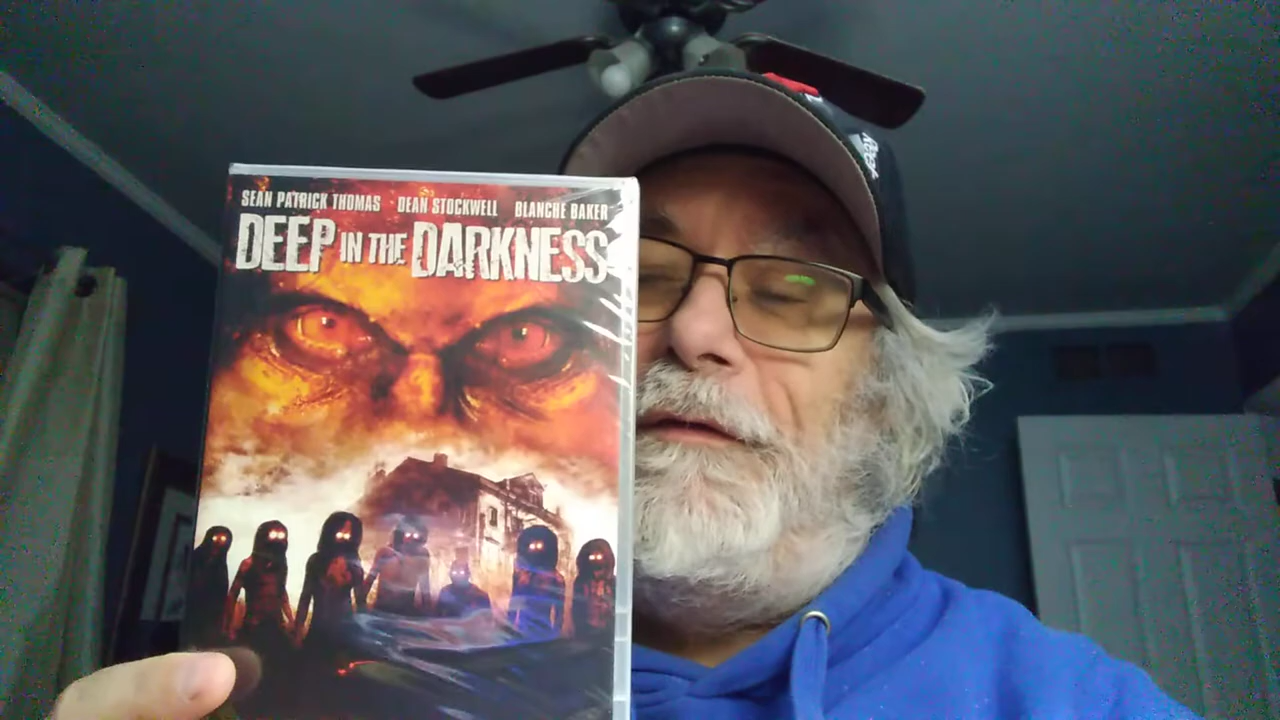 SEAN PATRICK THOMAS DEAN STOCKWELL BLANCHE BAKER
DEEP IN THE DARKNESS